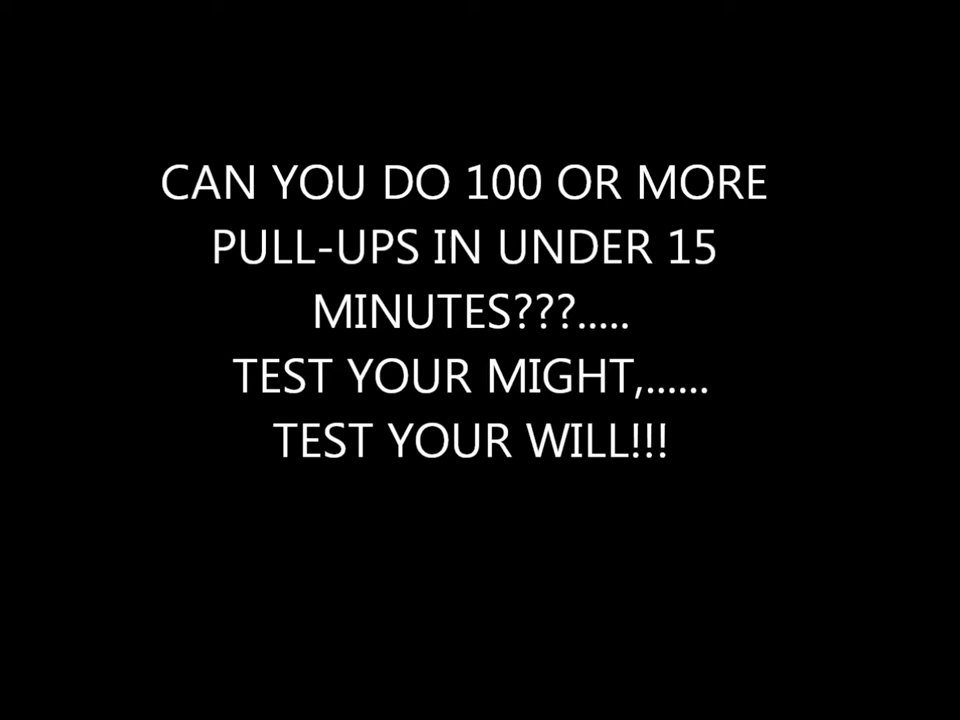 CAN YOU DO 100 OR MORE
PULL-UPS IN UNDER 15
MINUTES???.....
TEST YOUR MIGHT,......
TEST YOUR WILL!!!